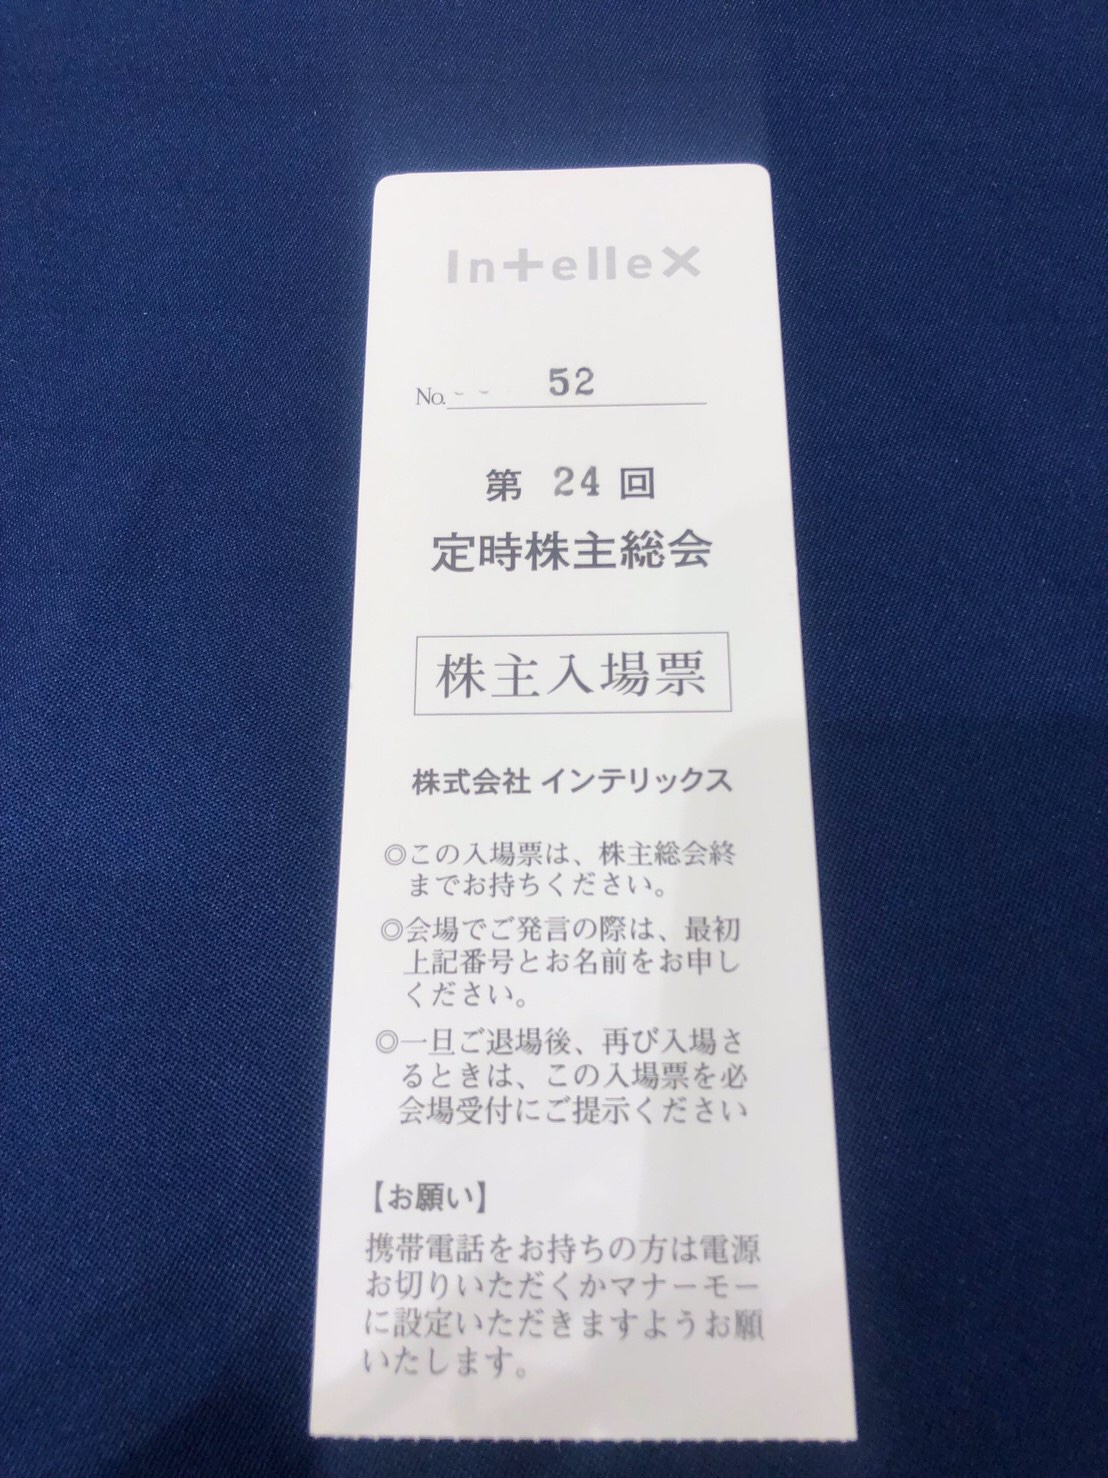 Intellex
No. 52
第 24 回
定時株主総会
株主入場票
株式会社 インテリックス
◎この入場票は、株主総会終
までお持ちください。
◎会場でご発言の際は、最初
上記番号とお名前をお申し
ください。
◎一旦ご退場後、再び入場さ
るときは、この入場票を必
会場受付にご提示ください
【お願い】
携帯電話をお持ちの方は電源
お切りいただくかマナーモー
に設定いただきますようお願
いたします。